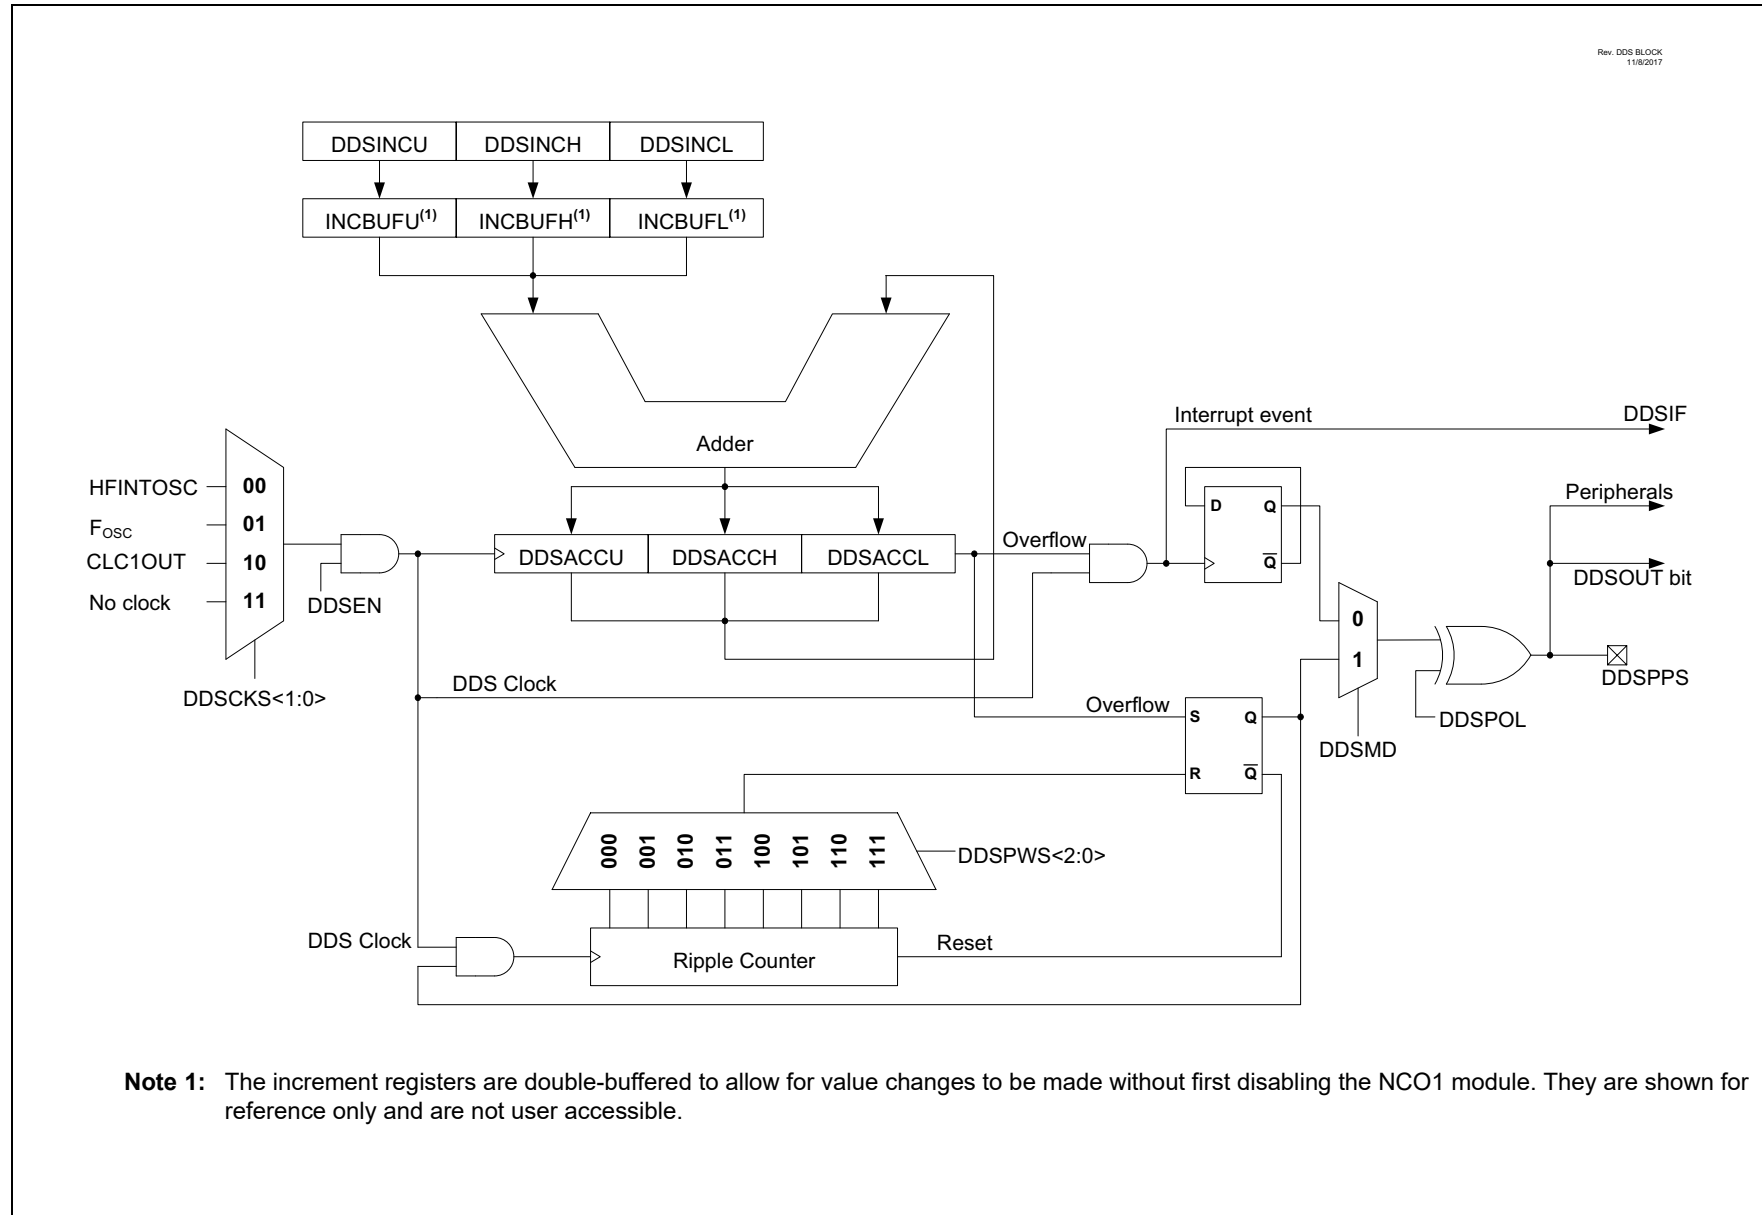 Rev. DDS BLOCK
11/8/2017
DDSINCU DDSINCH DDSINCL
INCBUFU(1) INCBUFH(1) INCBUFL(1)
Adder
Interrupt event
DDSIF
HFINTOSC 00
FOSC 01
CLC1OUT 10
No clock 11
DDSEN
DDSCKS<1:0>
DDSACCU DDSACCH DDSACCL
Overflow
D Q
Q
Peripherals
DDSOUT bit
DDSPPS
0
1
DDSMD
DDSPOL
DDS Clock
Overflow
S Q
R Q
000 001 010 011 100 101 110 111
DDSPWS<2:0>
DDS Clock
Ripple Counter
Reset
Note 1: The increment registers are double-buffered to allow for value changes to be made without first disabling the NCO1 module. They are shown for
reference only and are not user accessible.